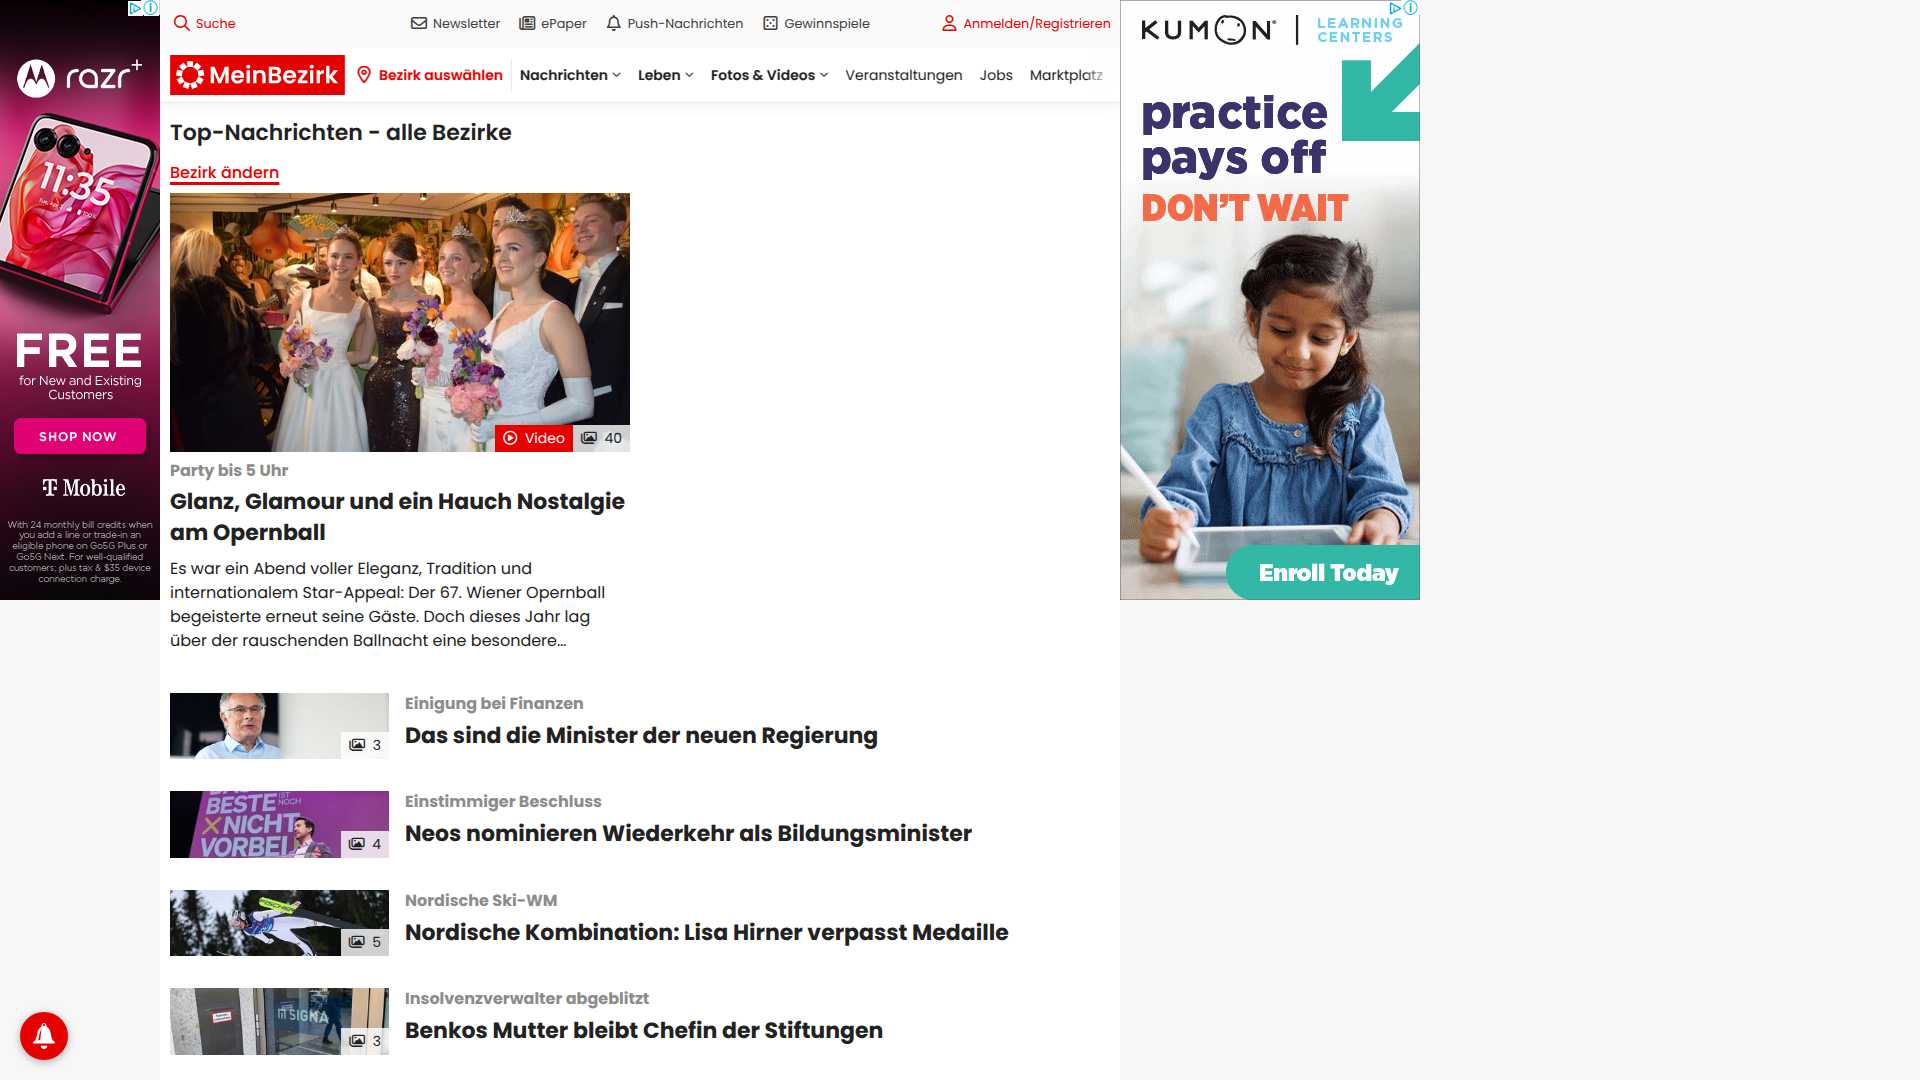 Suche
Newsletter
ePaper
Push-Nachrichten
Gewinnspiele
Anmelden/Registrieren
MeinBezirk
Bezirk auswählen
Nachrichten
Leben
Fotos & Videos
Veranstaltungen
Jobs
Marktplatz
Top-Nachrichten - alle Bezirke
Bezirk ändern
Video
40
Party bis 5 Uhr
Glanz, Glamour und ein Hauch Nostalgie
am Opernball
Es war ein Abend voller Eleganz, Tradition und
internationalem Star-Appeal: Der 67. Wiener Opernball
begeisterte erneut seine Gäste. Doch dieses Jahr lag
über der rauschenden Ballnacht eine besondere...
3
Einigung bei Finanzen
Das sind die Minister der neuen Regierung
BESTE IST NOCH
NICHT
VORBEI
4
Einstimmiger Beschluss
Neos nominieren Wiederkehr als Bildungsminister
FISCHER
5
Nordische Ski-WM
Nordische Kombination: Lisa Hirner verpasst Medaille
SIGNA
3
Insolvenzverwalter abgeblitzt
Benkos Mutter bleibt Chefin der Stiftungen
razr+
11:35
FREE
for New and Existing
Customers
SHOP NOW
T Mobile
With 24 monthly bill credits when
you add a line or trade-in an
eligible phone on Go5G Plus or
Go5G Next. For well-qualified
customers; plus tax & $35 device
connection charge.
KUMON
LEARNING
CENTERS
practice
pays off
DON'T WAIT
Enroll Today